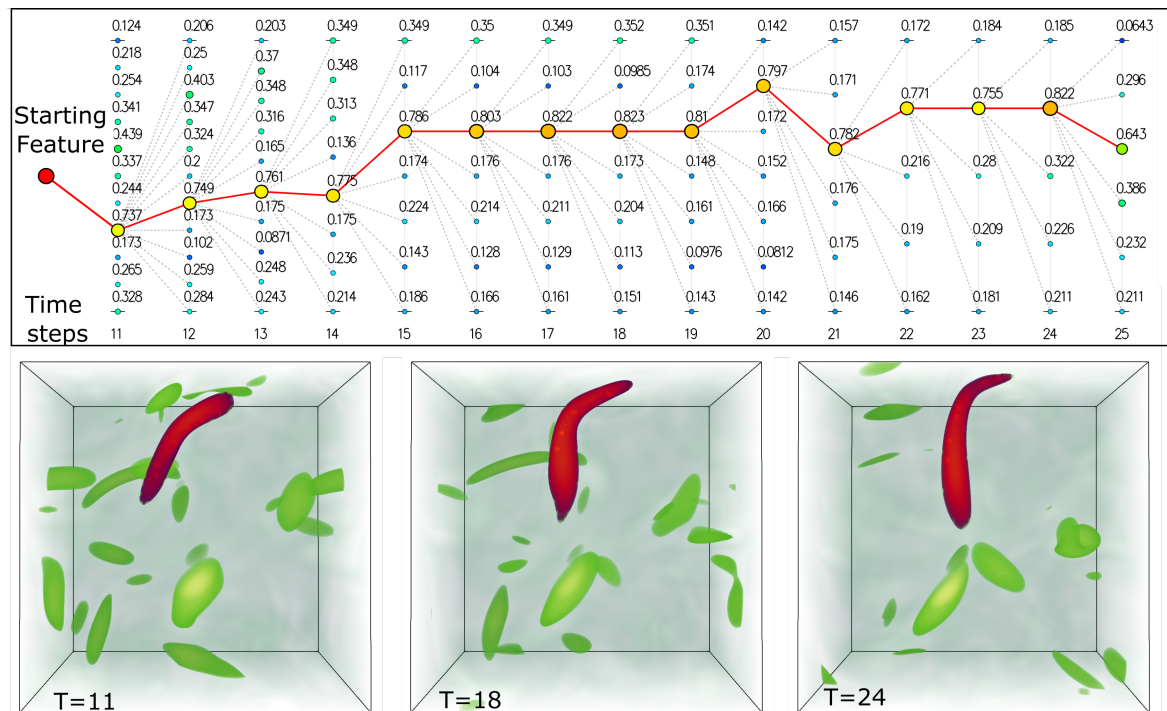 0.124 0.206 0.203 0.349 0.349 0.35 0.349 0.352 0.351 0.142 0.157 0.172 0.184 0.185 0.0643
0.218 0.25 0.37
0.254 0.403 0.348 0.348 0.117 0.104 0.103 0.0985 0.174 0.797 0.171 0.771 0.755 0.822 0.296
0.341 0.347 0.316 0.313 0.786 0.803 0.822 0.823 0.81 0.172
Starting
Feature
0.439 0.324 0.165 0.136 0.782 0.643
0.337 0.2 0.761 0.775 0.174 0.176 0.176 0.173 0.148 0.152 0.216 0.28 0.322
0.244 0.749 0.175 0.175 0.224 0.214 0.211 0.204 0.161 0.166 0.176 0.386
0.737 0.173 0.0871 0.236 0.143 0.128 0.129 0.113 0.0976 0.0812 0.175 0.19 0.209 0.226 0.232
0.173 0.102 0.248
0.265 0.259
0.328 0.284 0.243 0.214 0.186 0.166 0.161 0.151 0.143 0.142 0.146 0.162 0.181 0.211 0.211
Time
steps
11 12 13 14 15 16 17 18 19 20 21 22 23 24 25
T=11
T=18
T=24